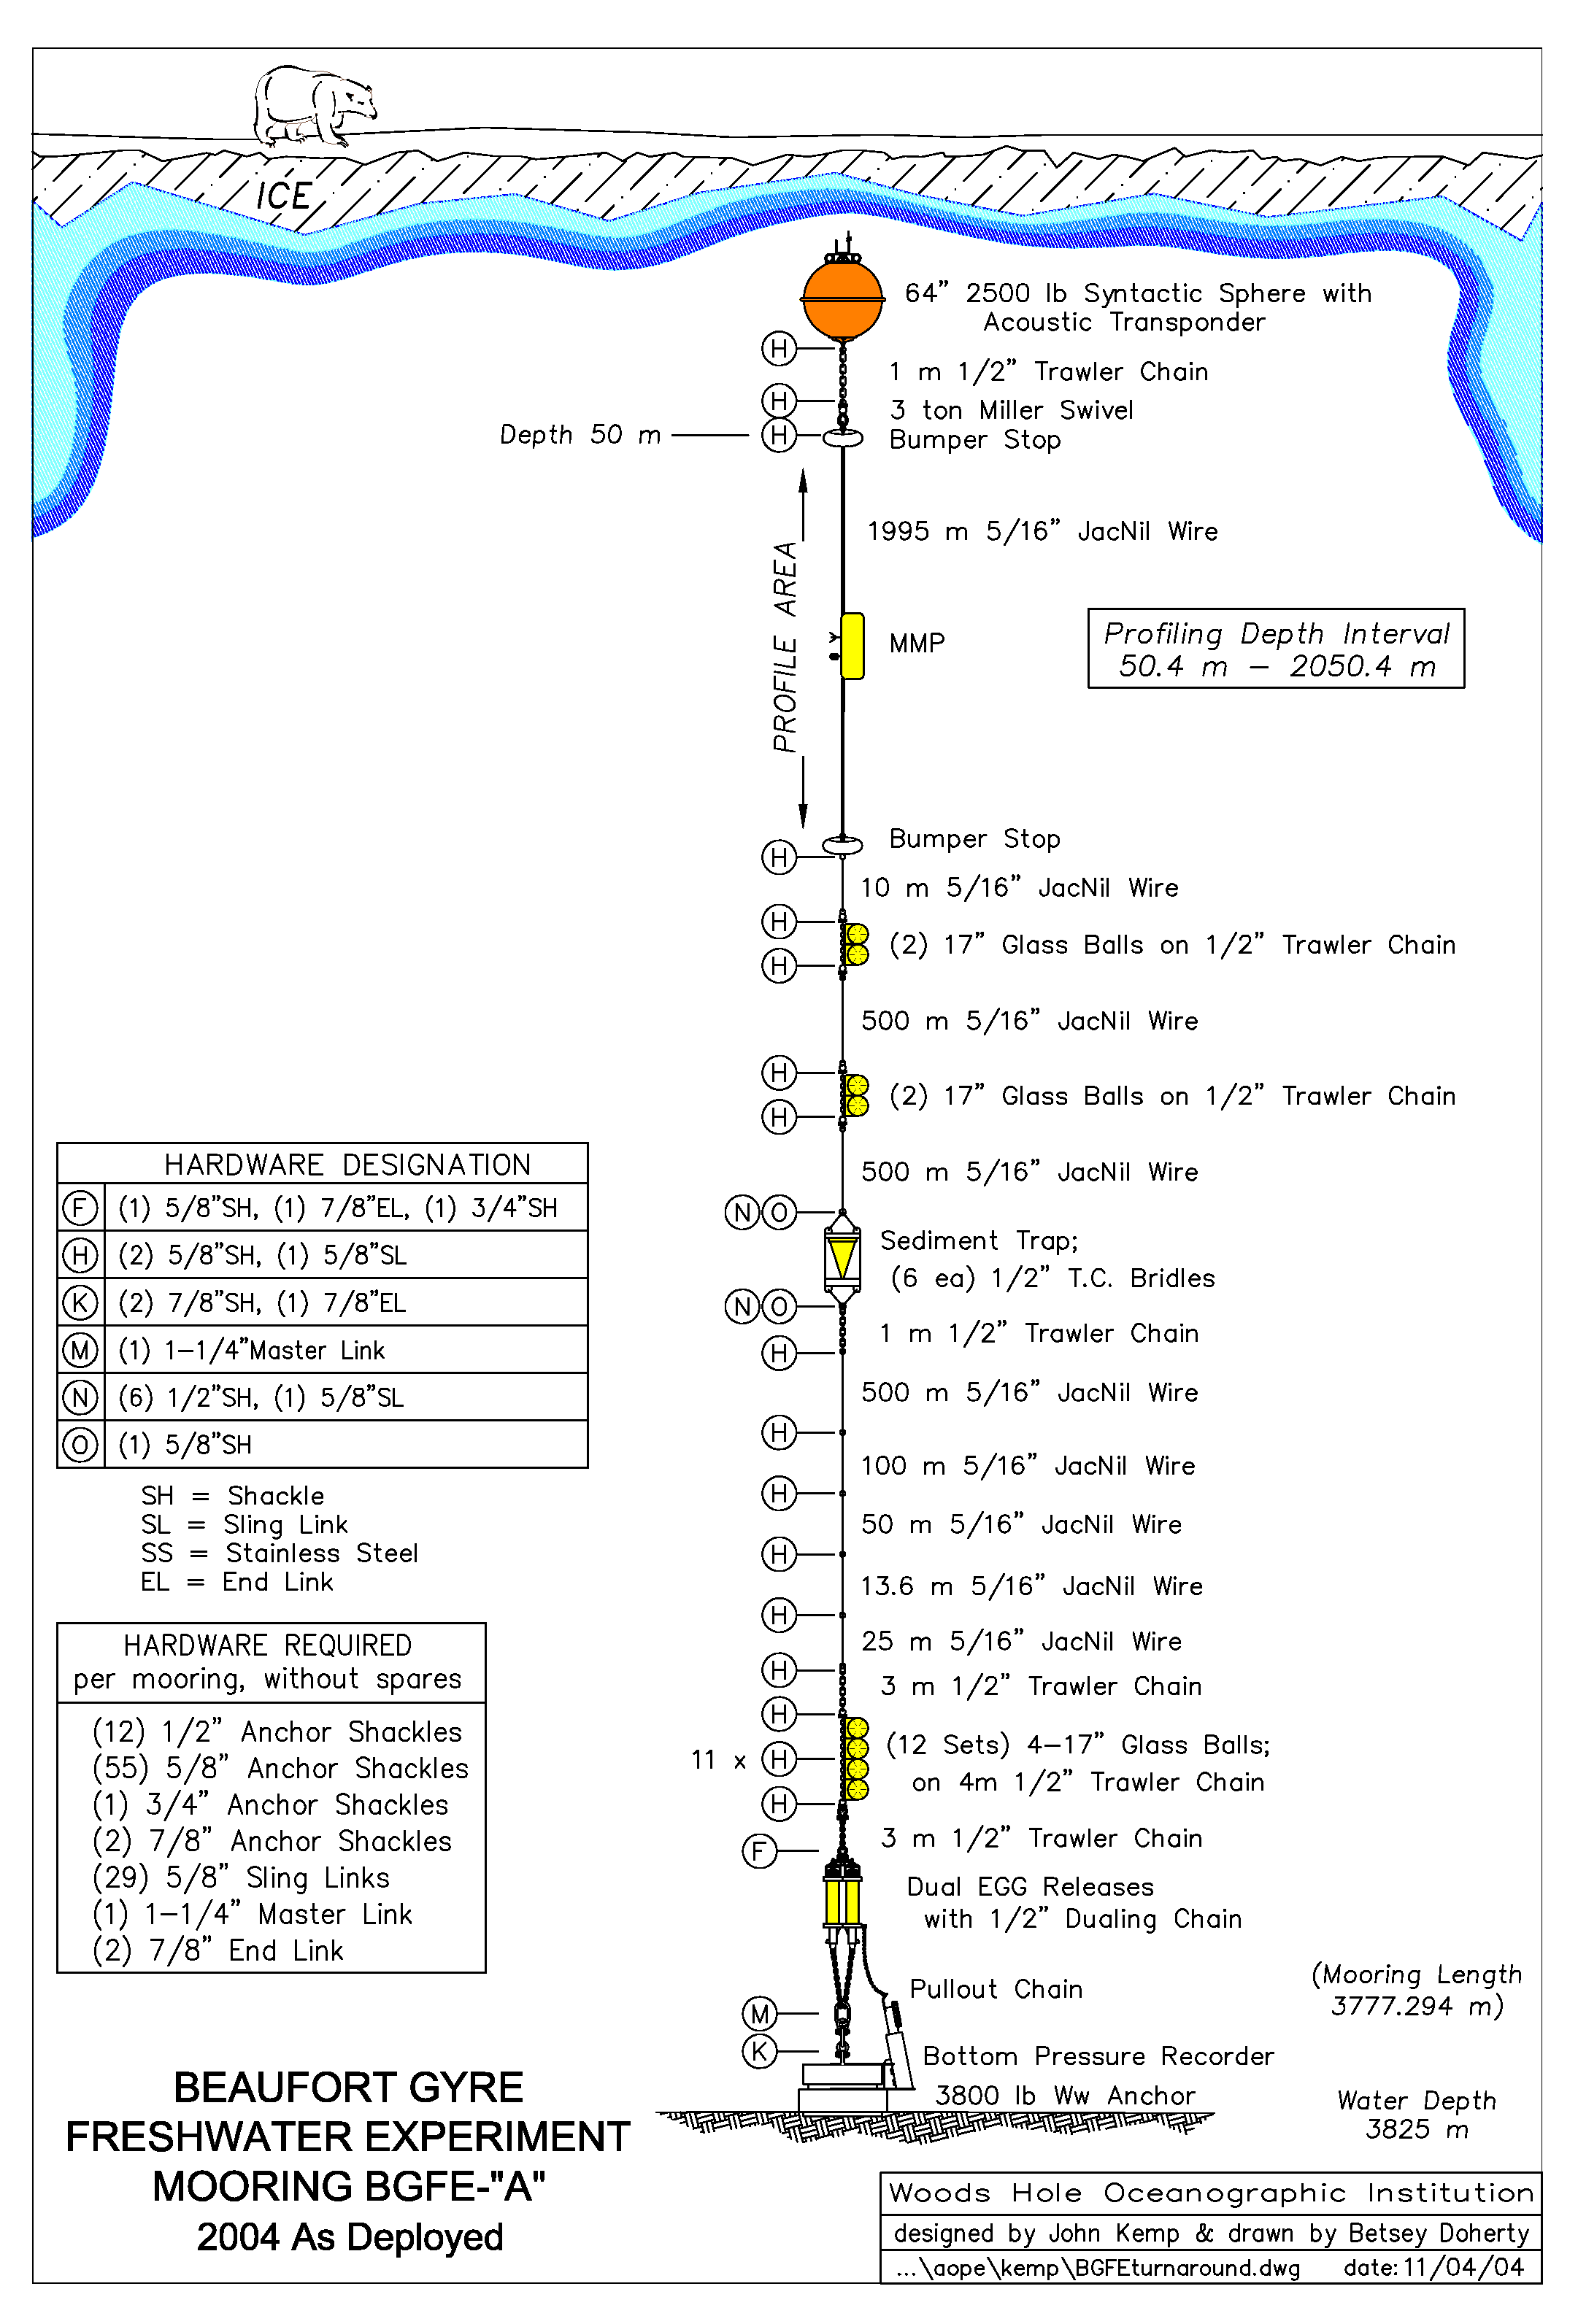 ICE
64” 2500 lb Syntactic Sphere with
Acoustic Transponder
H
1 m 1/2” Trawler Chain
H
3 ton Miller Swivel
Depth 50 m
H
Bumper Stop
PROFILE AREA
1995 m 5/16” JacNil Wire
MMP
Profiling Depth Interval
50.4 m – 2050.4 m
Bumper Stop
H
10 m 5/16” JacNil Wire
H
(2) 17” Glass Balls on 1/2” Trawler Chain
H
500 m 5/16” JacNil Wire
H
(2) 17” Glass Balls on 1/2” Trawler Chain
H
500 m 5/16” JacNil Wire
N O
Sediment Trap;
(6 ea) 1/2” T.C. Bridles
N O
1 m 1/2” Trawler Chain
H
500 m 5/16” JacNil Wire
H
100 m 5/16” JacNil Wire
H
50 m 5/16” JacNil Wire
H
13.6 m 5/16” JacNil Wire
H
25 m 5/16” JacNil Wire
H
3 m 1/2” Trawler Chain
H
(12 Sets) 4–17” Glass Balls;
11 x H
on 4m 1/2” Trawler Chain
H
3 m 1/2” Trawler Chain
F
Dual EGG Releases
with 1/2” Dualing Chain
Pullout Chain
M
K
Bottom Pressure Recorder
3800 lb Ww Anchor
(Mooring Length
3777.294 m)
Water Depth
3825 m
HARDWARE DESIGNATION
F (1) 5/8”SH, (1) 7/8”EL, (1) 3/4”SH
H (2) 5/8”SH, (1) 5/8”SL
K (2) 7/8”SH, (1) 7/8”EL
M (1) 1–1/4”Master Link
N (6) 1/2”SH, (1) 5/8”SL
O (1) 5/8”SH
SH = Shackle
SL = Sling Link
SS = Stainless Steel
EL = End Link
HARDWARE REQUIRED
per mooring, without spares
(12) 1/2” Anchor Shackles
(55) 5/8” Anchor Shackles
(1) 3/4” Anchor Shackles
(2) 7/8” Anchor Shackles
(29) 5/8” Sling Links
(1) 1–1/4” Master Link
(2) 7/8” End Link
BEAUFORT GYRE
FRESHWATER EXPERIMENT
MOORING BGFE-"A"
2004 As Deployed
Woods Hole Oceanographic Institution
designed by John Kemp & drawn by Betsey Doherty
...\aope\kemp\BGFEturnaround.dwg date: 11/04/04